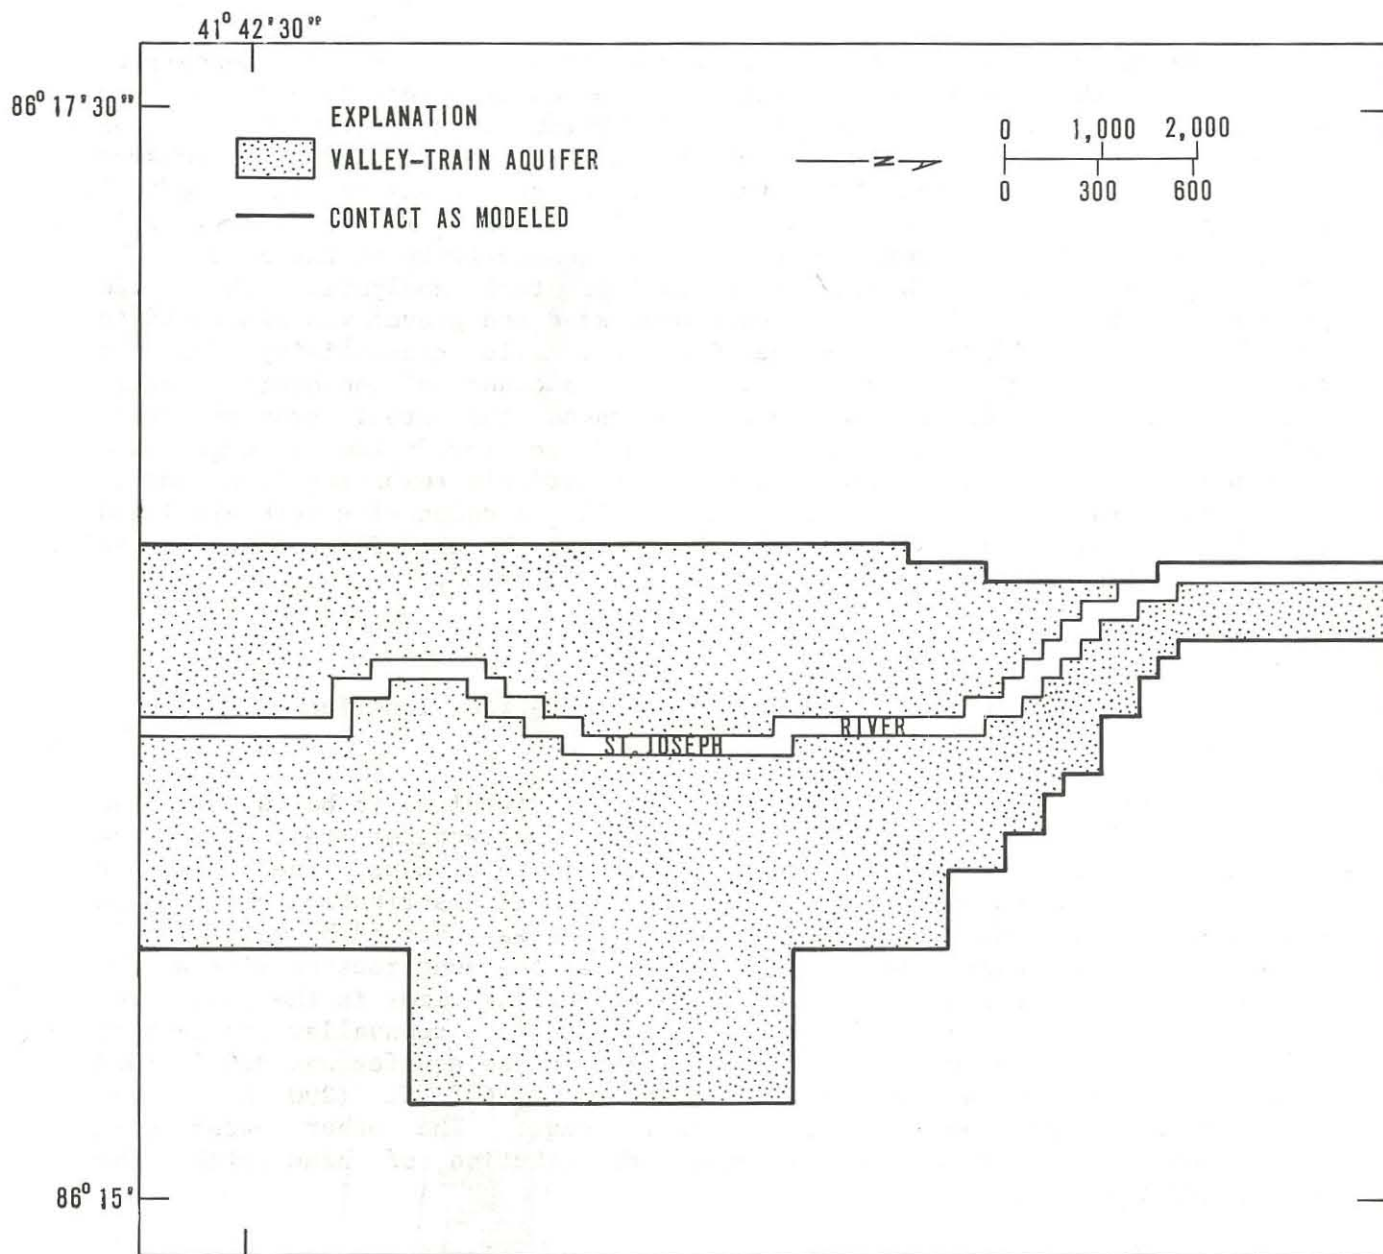 41° 42'30"
86° 17'30"
EXPLANATION
VALLEY-TRAIN AQUIFER
CONTACT AS MODELED
N
0 1,000 2,000
0 300 600
ST. JOSEPH RIVER
86° 15'